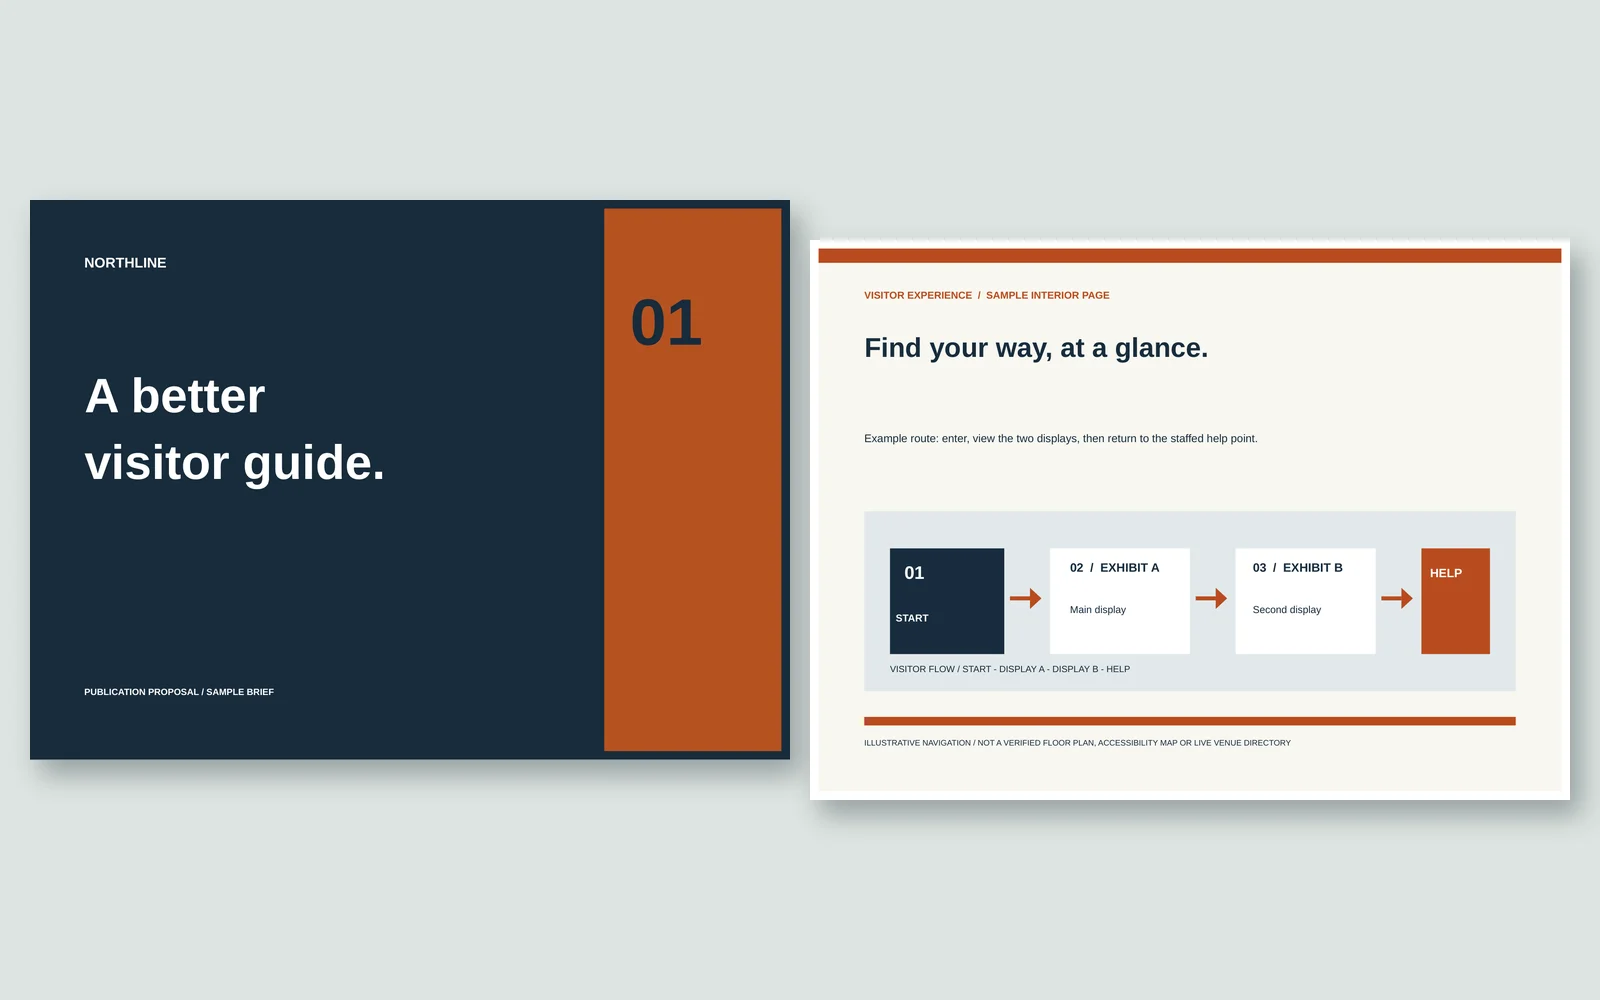 NORTHLINE
01
A better
visitor guide.
PUBLICATION PROPOSAL / SAMPLE BRIEF
VISITOR EXPERIENCE / SAMPLE INTERIOR PAGE
Find your way, at a glance.
Example route: enter, view the two displays, then return to the staffed help point.
01
START
02 / EXHIBIT A
Main display
03 / EXHIBIT B
Second display
HELP
VISITOR FLOW / START - DISPLAY A - DISPLAY B - HELP
ILLUSTRATIVE NAVIGATION / NOT A VERIFIED FLOOR PLAN, ACCESSIBILITY MAP OR LIVE VENUE DIRECTORY